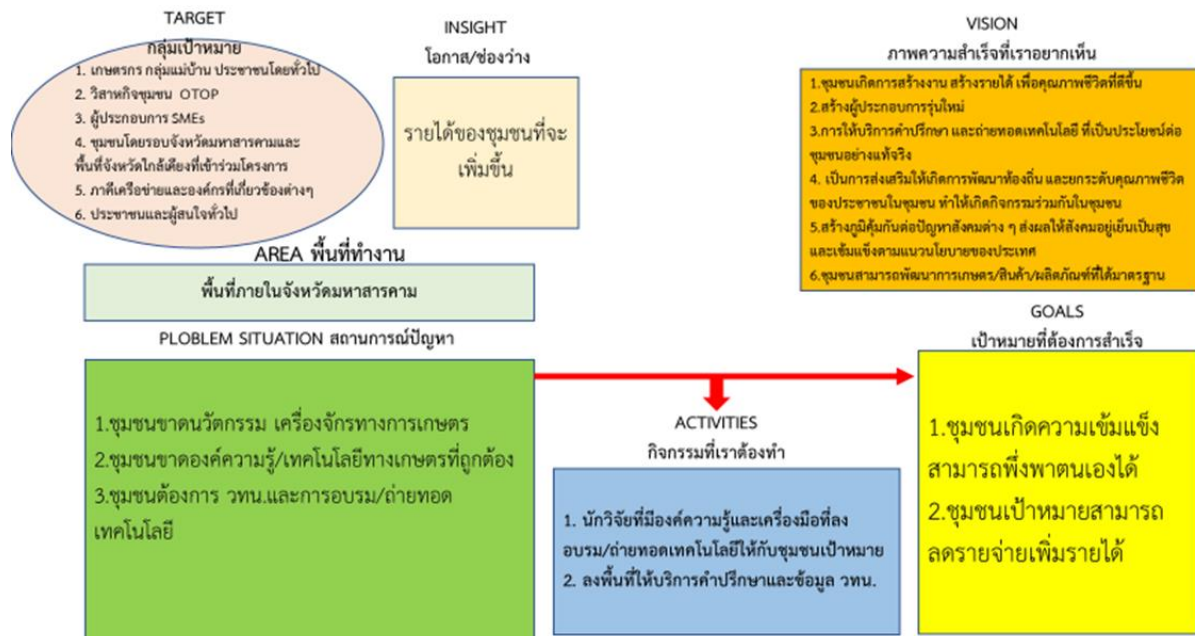 TARGET
กลุ่มเป้าหมาย
1. เกษตรกร กลุ่มแม่บ้าน ประชาชนโดยทั่วไป
2. วิสาหกิจชุมชน OTOP
3. ผู้ประกอบการ SMEs
4. ชุมชนโดยรอบจังหวัดมหาสารคามและ
พื้นที่จังหวัดใกล้เคียงที่เข้าร่วมโครงการ
5. ภาคีเครือข่ายและองค์กรที่เกี่ยวข้องต่างๆ
6. ประชาชนและผู้สนใจทั่วไป
INSIGHT
โอกาส/ช่องว่าง
รายได้ของชุมชนที่จะ
เพิ่มขึ้น
VISION
ภาพความสำเร็จที่เราอยากเห็น
1.ชุมชนเกิดการสร้างงาน สร้างรายได้ เพื่อคุณภาพชีวิตที่ดีขึ้น
2.สร้างผู้ประกอบการรุ่นใหม่
3.การให้บริการคำปรึกษา และถ่ายทอดเทคโนโลยี ที่เป็นประโยชน์ต่อ
ชุมชนอย่างแท้จริง
4. เป็นการส่งเสริมให้เกิดการพัฒนาท้องถิ่น และยกระดับคุณภาพชีวิต
ของประชาชนในชุมชน ทำให้เกิดกิจกรรมร่วมกันในชุมชน
5.สร้างภูมิคุ้มกันต่อปัญหาสังคมต่าง ๆ ส่งผลให้สังคมอยู่เย็นเป็นสุข
และเข้มแข็งตามแนวนโยบายของประเทศ
6.ชุมชนสามารถพัฒนาการเกษตร/สินค้า/ผลิตภัณฑ์ที่ได้มาตรฐาน
AREA พื้นที่ทำงาน
พื้นที่ภายในจังหวัดมหาสารคาม
PLOBLEM SITUATION สถานการณ์ปัญหา
1.ชุมชนขาดนวัตกรรม เครื่องจักรทางการเกษตร
2.ชุมชนขาดองค์ความรู้/เทคโนโลยีทางเกษตรที่ถูกต้อง
3.ชุมชนต้องการ วทน.และการอบรม/ถ่ายทอด
เทคโนโลยี
ACTIVITIES
กิจกรรมที่เราต้องทำ
1. นักวิจัยที่มีองค์ความรู้และเครื่องมือที่ลง
อบรม/ถ่ายทอดเทคโนโลยีให้กับชุมชนเป้าหมาย
2. ลงพื้นที่ให้บริการคำปรึกษาและข้อมูล วทน.
GOALS
เป้าหมายที่ต้องการสำเร็จ
1.ชุมชนเกิดความเข้มแข็ง
สามารถพึ่งพาตนเองได้
2.ชุมชนเป้าหมายสามารถ
ลดรายจ่ายเพิ่มรายได้